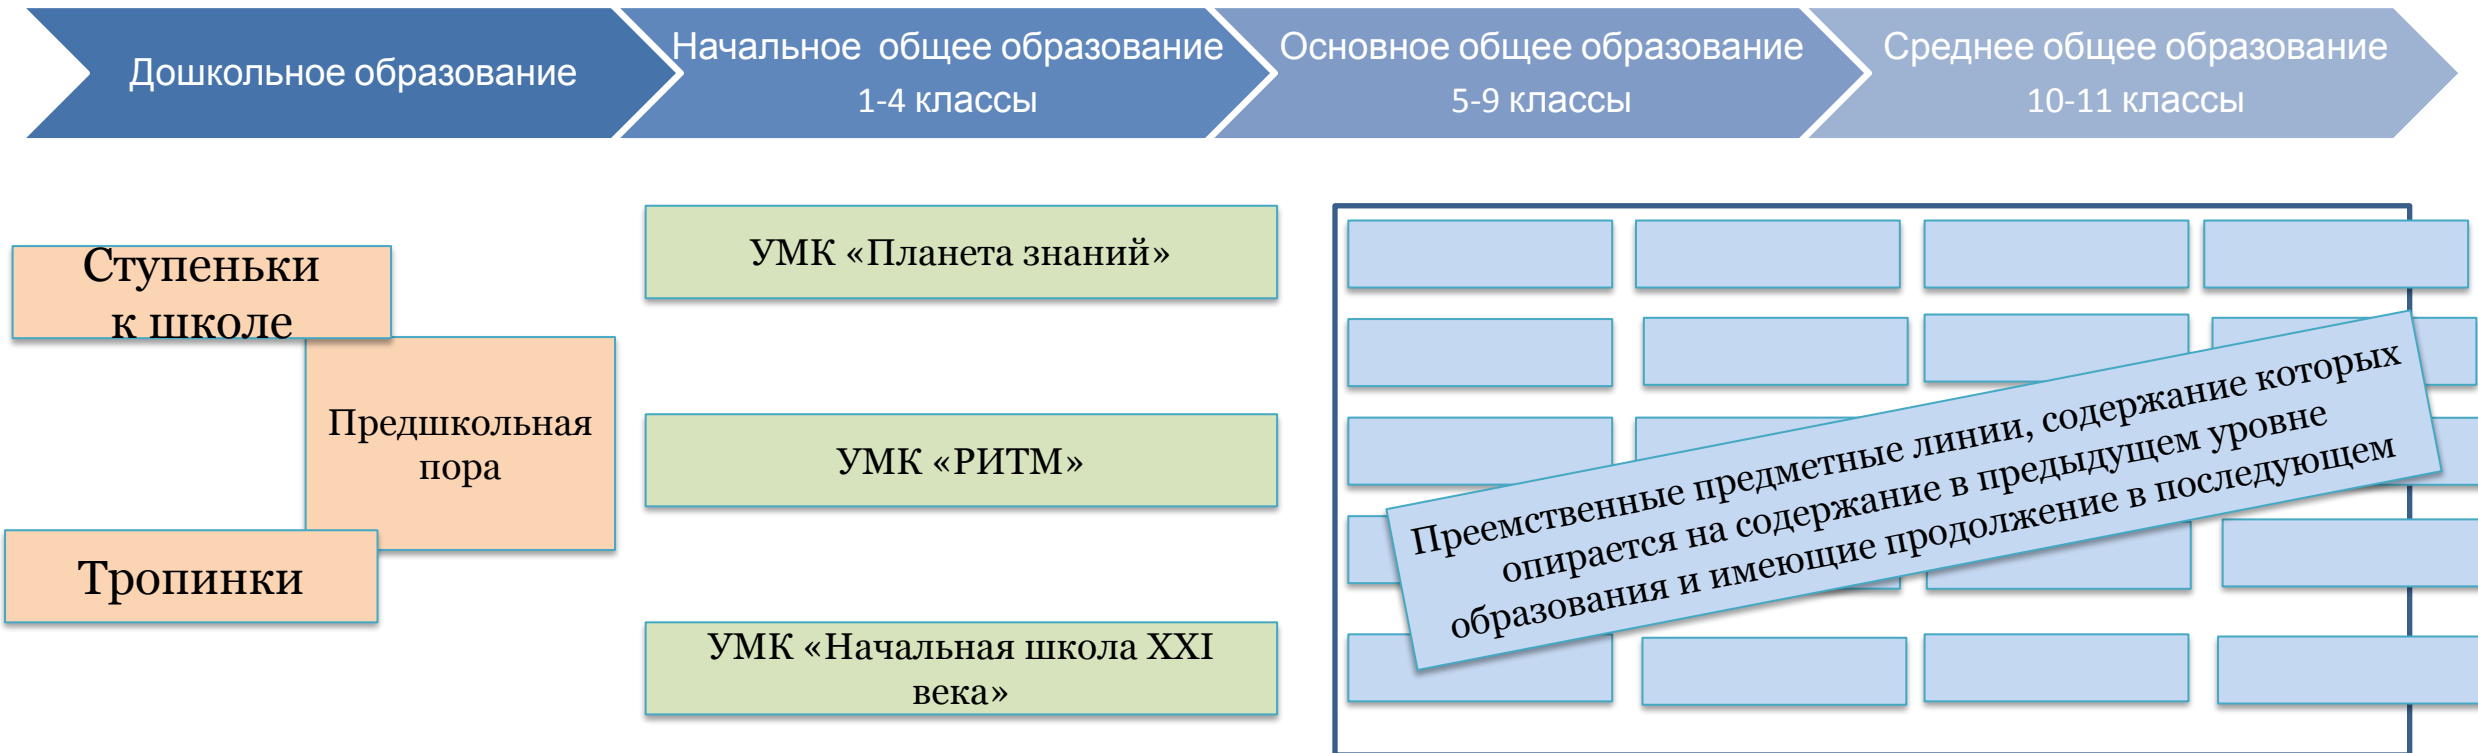 Дошкольное образование
Начальное общее образование
1-4 классы
Основное общее образование
5-9 классы
Среднее общее образование
10-11 классы
Ступеньки
к школе
Предшкольная
пора
Тропинки
УМК «Планета знаний»
УМК «РИТМ»
УМК «Начальная школа XXI
века»
Преемственные предметные линии, содержание которых
опирается на содержание в предыдущем уровне
образования и имеющие продолжение в последующем